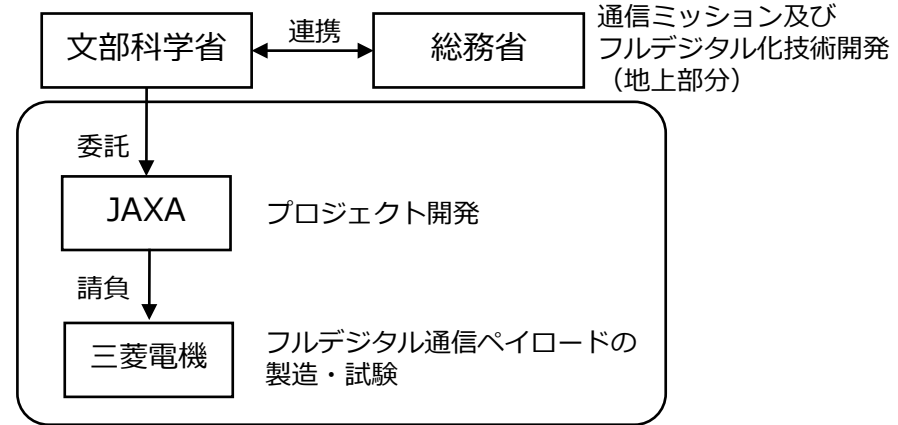 文部科学省
連携
総務省
通信ミッション及び
フルデジタル化技術開発
（地上部分）
委託
JAXA
プロジェクト開発
請負
三菱電機
フルデジタル通信ペイロードの
製造・試験